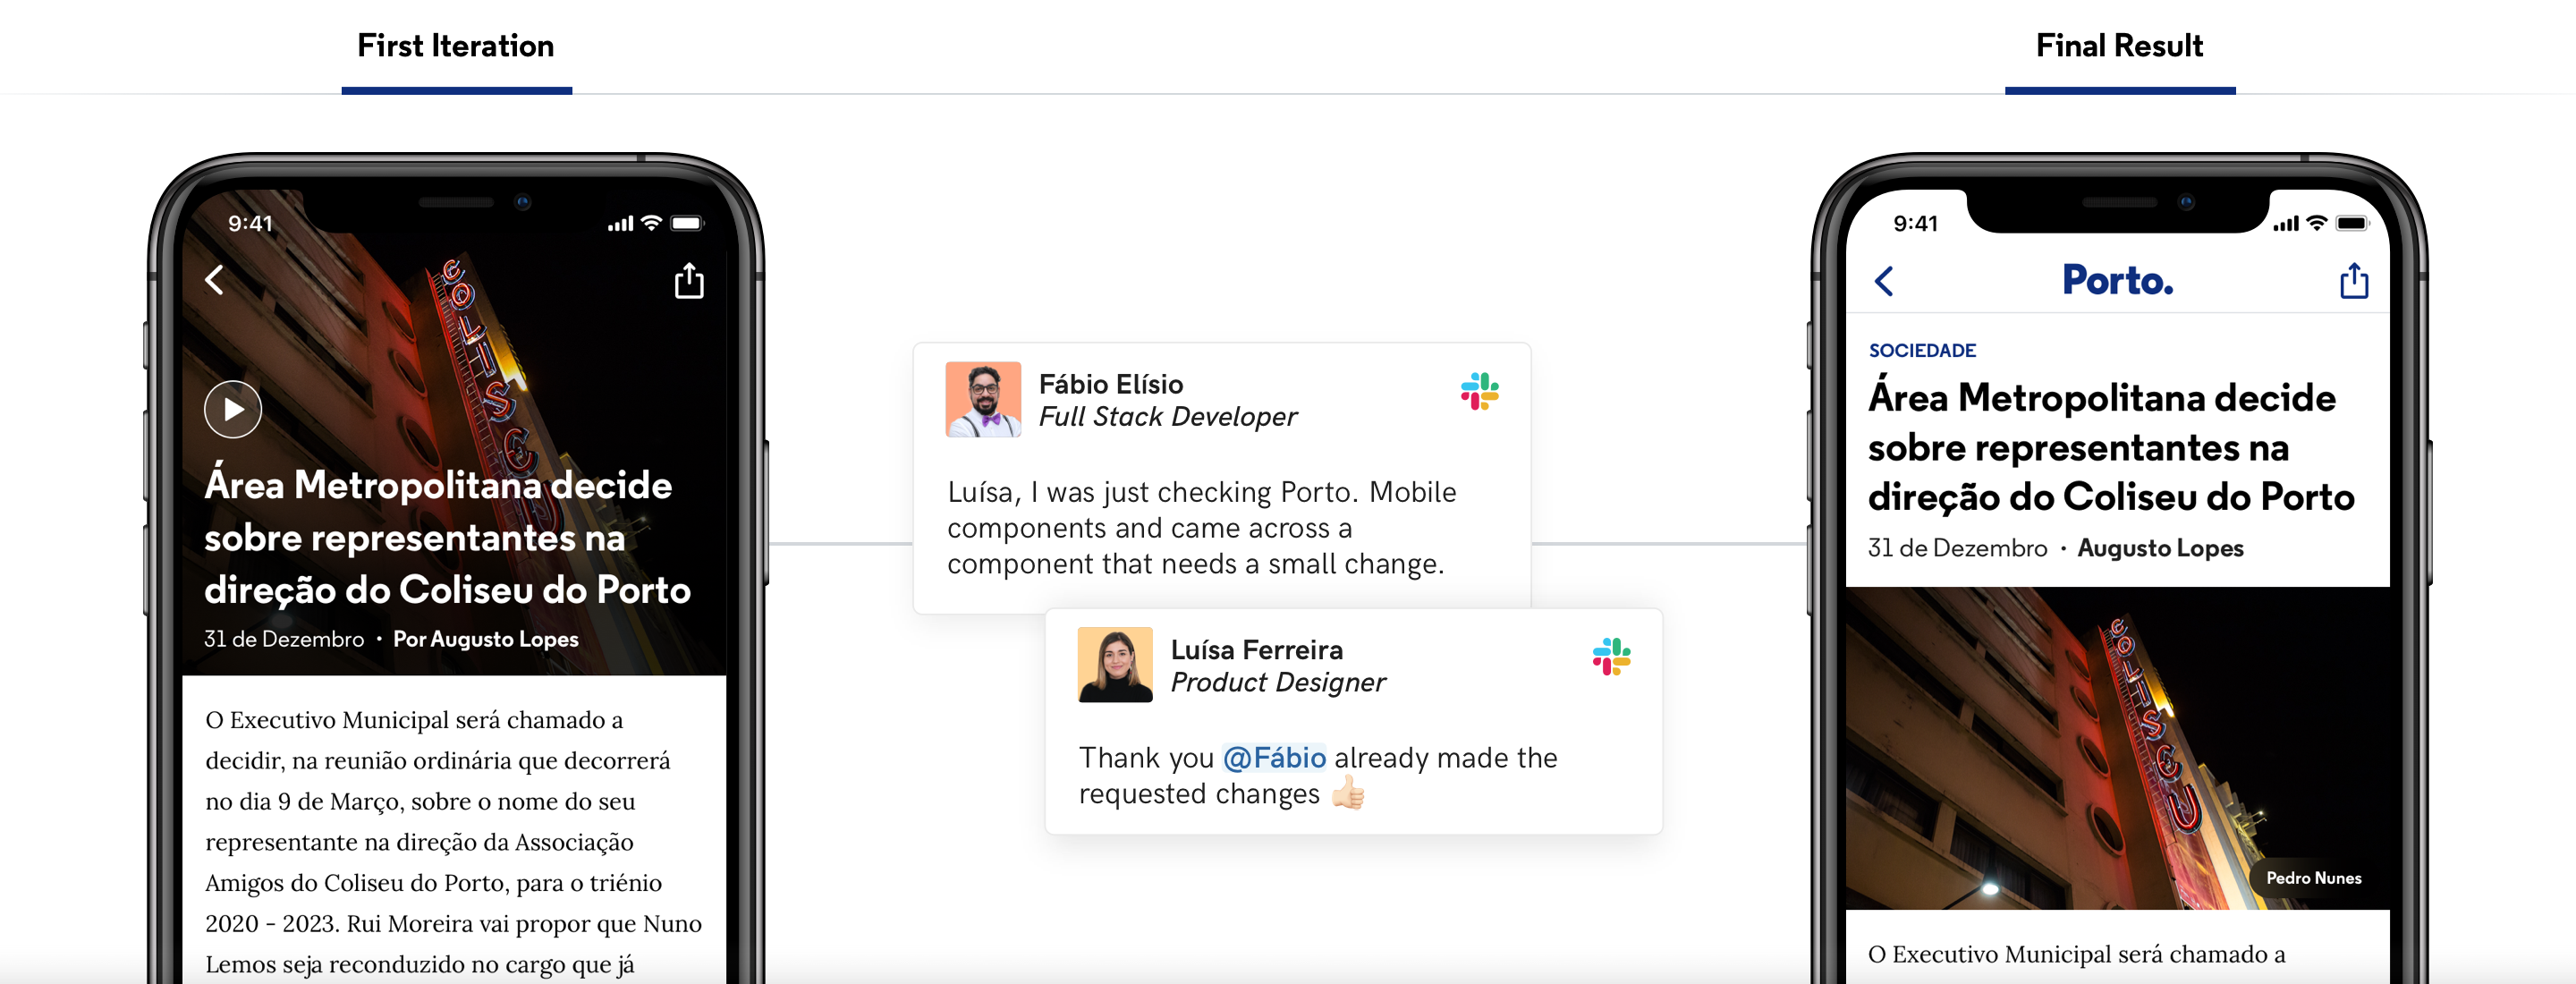 First Iteration
Final Result
9:41
Área Metropolitana decide
sobre representantes na
direção do Coliseu do Porto
31 de Dezembro • Por Augusto Lopes
O Executivo Municipal será chamado a
decidir, na reunião ordinária que decorrerá
no dia 9 de Março, sobre o nome do seu
representante na direção da Associação
Amigos do Coliseu do Porto, para o triénio
2020 - 2023. Rui Moreira vai propor que Nuno
Lemos seja reconduzido no cargo que já
COLISEU
Fábio Elísio
Full Stack Developer
Luísa, I was just checking Porto. Mobile
components and came across a
component that needs a small change.
Luísa Ferreira
Product Designer
Thank you @Fábio already made the
requested changes 👍🏻
9:41
Porto.
SOCIEDADE
Área Metropolitana decide
sobre representantes na
direção do Coliseu do Porto
31 de Dezembro • Augusto Lopes
COLISEU
Pedro Nunes
O Executivo Municipal será chamado a